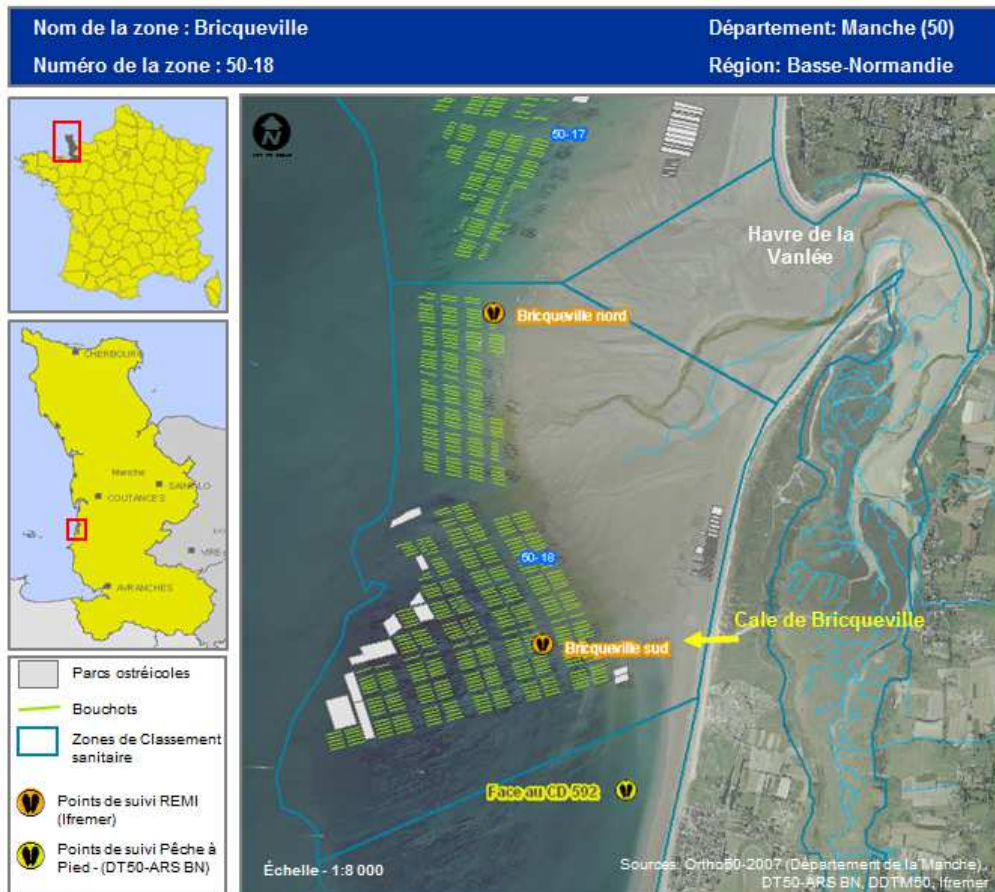 Nom de la zone : Bricqueville
Département: Manche (50)
Numéro de la zone : 50-18
Région: Basse-Normandie
50-17
Havre de la
Vanlée
Bricqueville nord
CHERBOURG
Manche
COUTANCES
AVRANCHES
50-18
Cale de Bricqueville
Bricqueville sud
Face au CD 592
Parcs ostréicoles
Bouchots
Zones de Classement
sanitaire
Points de suivi REMI
(Ifremer)
Points de suivi Pêche à
Pied - (DT50-ARS BN)
Échelle - 1:8 000
Sources: Ortho50-2007 (Département de la Manche),
DT50-ARS BN, DDTM50, Ifremer